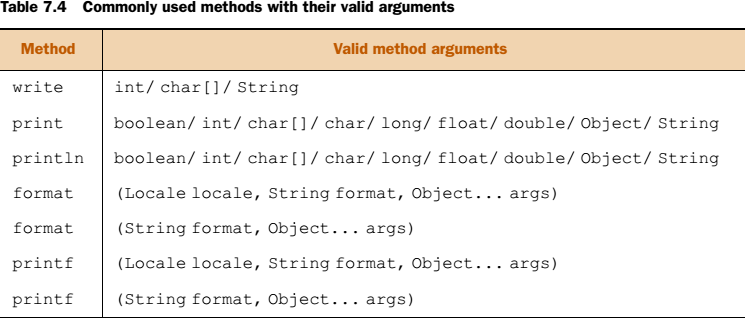 Table 7.4 Commonly used methods with their valid arguments
Method Valid method arguments
write int/ char[]/ String
print boolean/ int/ char[]/ char/ long/ float/ double/ Object/ String
println boolean/ int/ char[]/ char/ long/ float/ double/ Object/ String
format (Locale locale, String format, Object... args)
format (String format, Object... args)
printf (Locale locale, String format, Object... args)
printf (String format, Object... args)